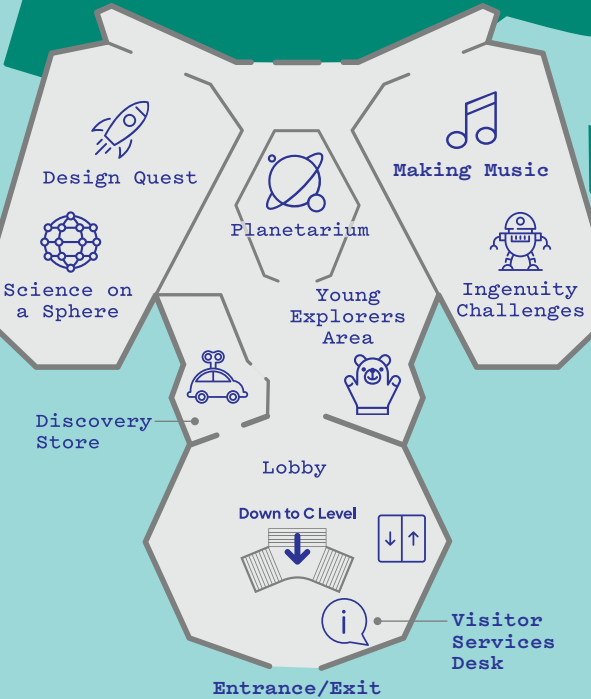 Design Quest
Making Music
Planetarium
Science on
a Sphere
Young
Explorers
Area
Ingenuity
Challenges
Discovery
Store
Lobby
Down to C Level
i
Visitor
Services
Desk
Entrance/Exit